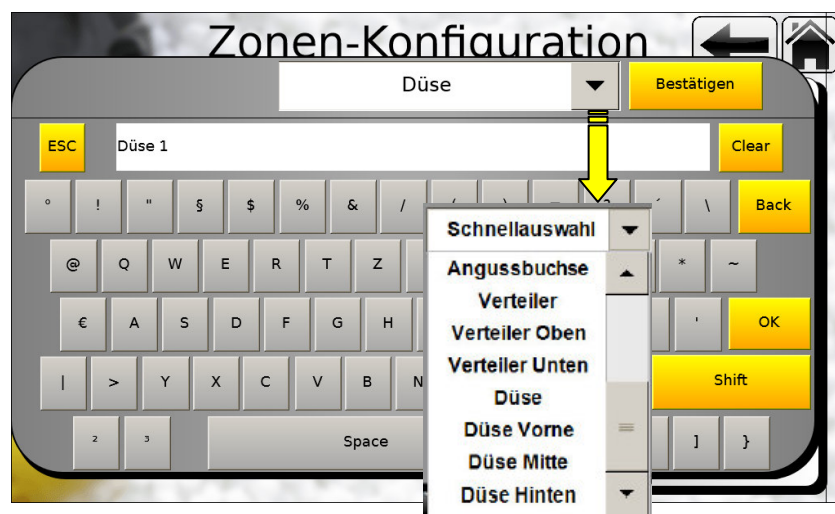 Zonen-Konfiguration
Düse
Bestätigen
ESC
Düse 1
Clear
° ! " § $ % & / \ Back
@ Q W E R T Z * ~
€ A S D F G H ' OK
| > Y X C V B N Shift
² ³ Space ] }
Schnellauswahl
Angussbuchse
Verteiler
Verteiler Oben
Verteiler Unten
Düse
Düse Vorne
Düse Mitte
Düse Hinten